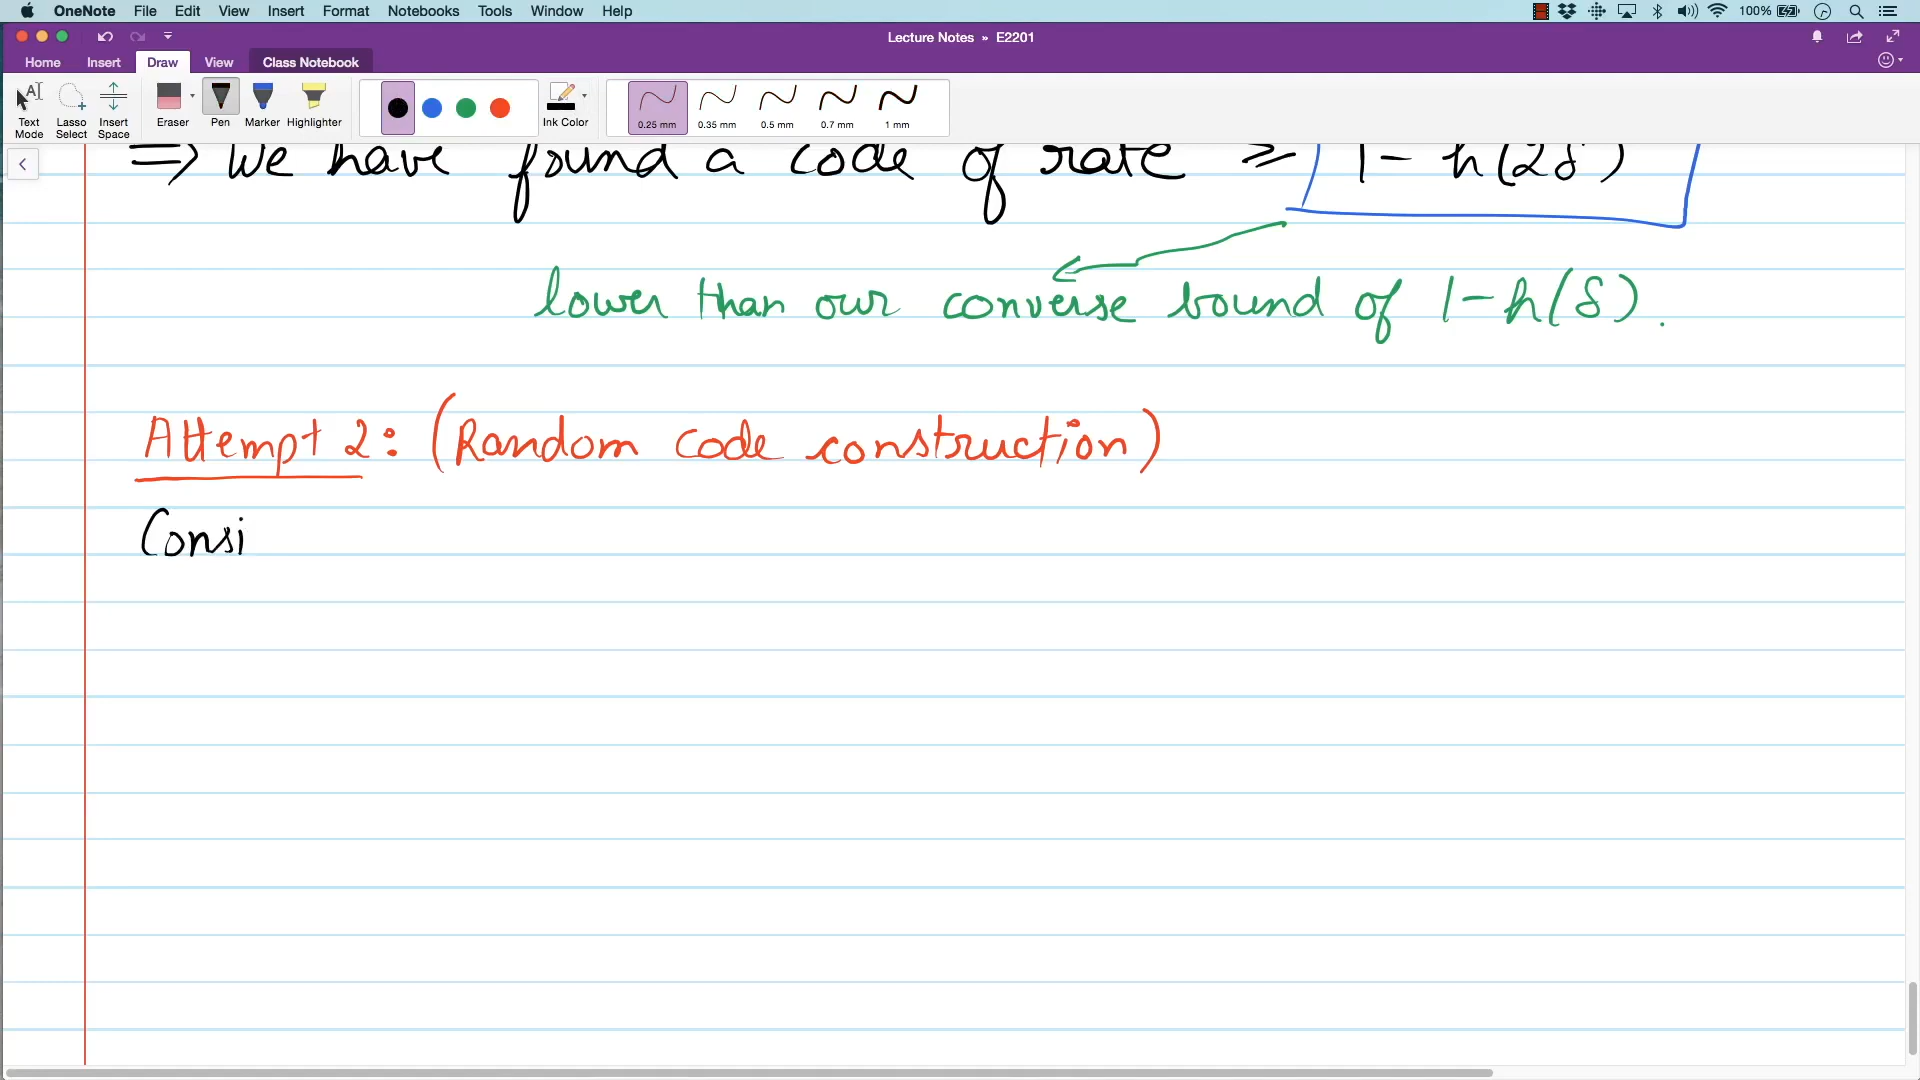 OneNote File Edit View Insert Format Notebooks Tools Window Help 100%
Lecture Notes » E2201
Home Insert Draw View Class Notebook
Text Mode Lasso Select Insert Space Eraser Pen Marker Highlighter Ink Color 0.25 mm 0.35 mm 0.5 mm 0.7 mm 1 mm
⇒ We have found a code of rate ≥ 1 - h(2δ)
lower than our converse bound of 1 - h(δ).
Attempt 2: (Random code construction)
Consi